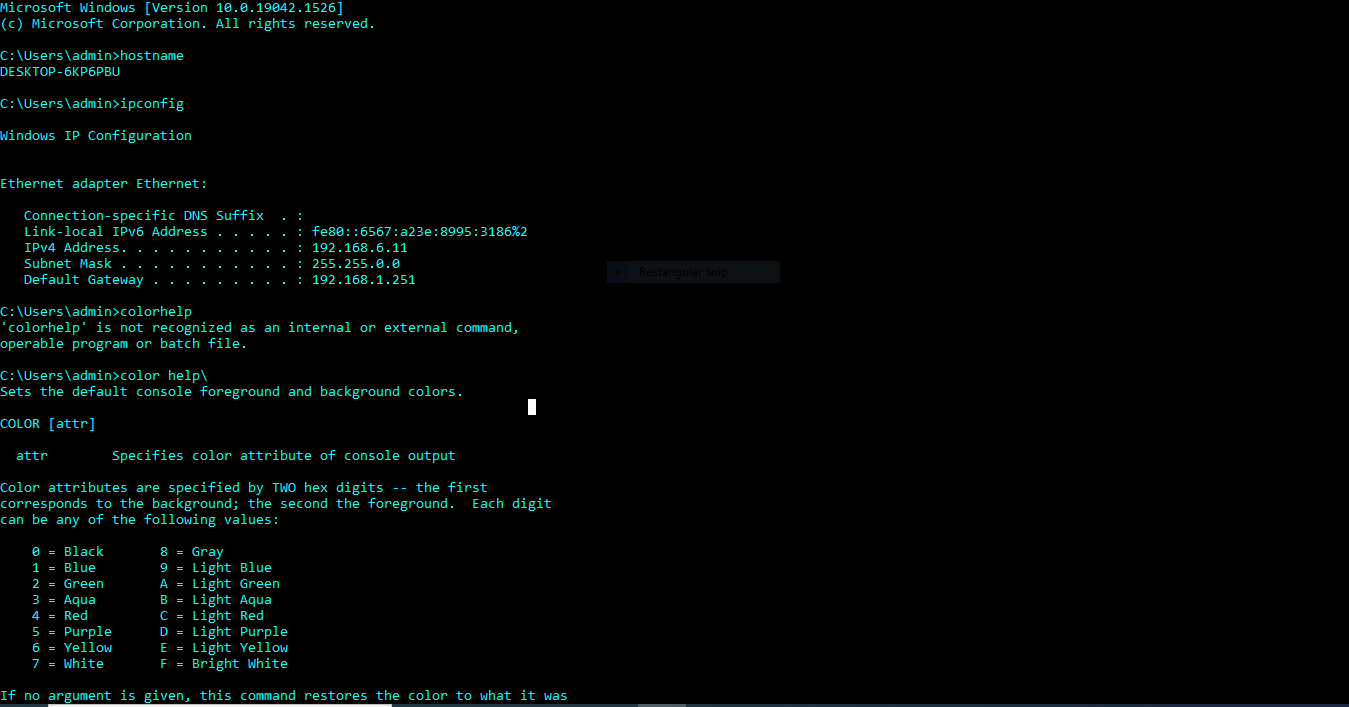 Microsoft Windows [Version 10.0.19042.1526]
(c) Microsoft Corporation. All rights reserved.
C:\Users\admin>hostname
DESKTOP-6KP6PBU
C:\Users\admin>ipconfig
Windows IP Configuration
Ethernet adapter Ethernet:
   Connection-specific DNS Suffix  . :
   Link-local IPv6 Address . . . . . : fe80::6567:a23e:8995:3186%2
   IPv4 Address. . . . . . . . . . . : 192.168.6.11
   Subnet Mask . . . . . . . . . . . : 255.255.0.0
   Default Gateway . . . . . . . . . : 192.168.1.251
Rectangular Snip
C:\Users\admin>colorhelp
'colorhelp' is not recognized as an internal or external command,
operable program or batch file.
C:\Users\admin>color help\
Sets the default console foreground and background colors.
COLOR [attr]
  attr        Specifies color attribute of console output
Color attributes are specified by TWO hex digits -- the first
corresponds to the background; the second the foreground.  Each digit
can be any of the following values:
    0 = Black       8 = Gray
    1 = Blue        9 = Light Blue
    2 = Green       A = Light Green
    3 = Aqua        B = Light Aqua
    4 = Red         C = Light Red
    5 = Purple      D = Light Purple
    6 = Yellow      E = Light Yellow
    7 = White       F = Bright White
If no argument is given, this command restores the color to what it was